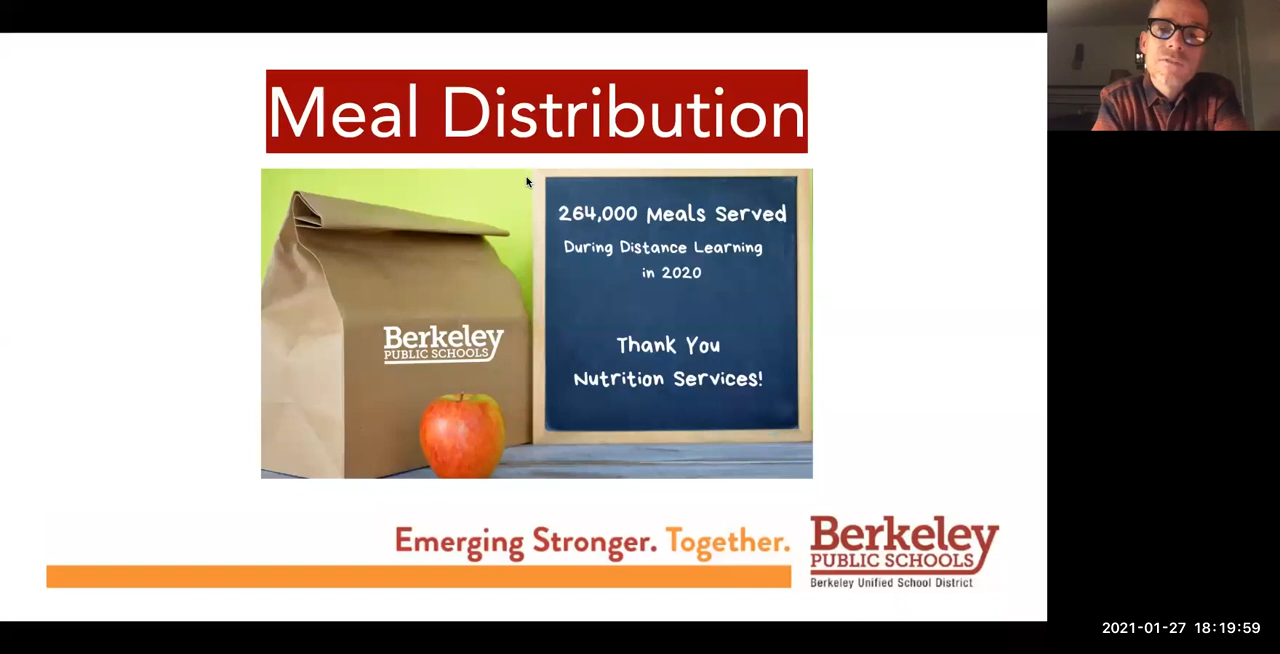 Meal Distribution
264,000 Meals Served
During Distance Learning
in 2020
Thank You
Nutrition Services!
Berkeley
PUBLIC SCHOOLS
Emerging Stronger. Together.
Berkeley
PUBLIC SCHOOLS
Berkeley Unified School District
2021-01-27 18:19:59